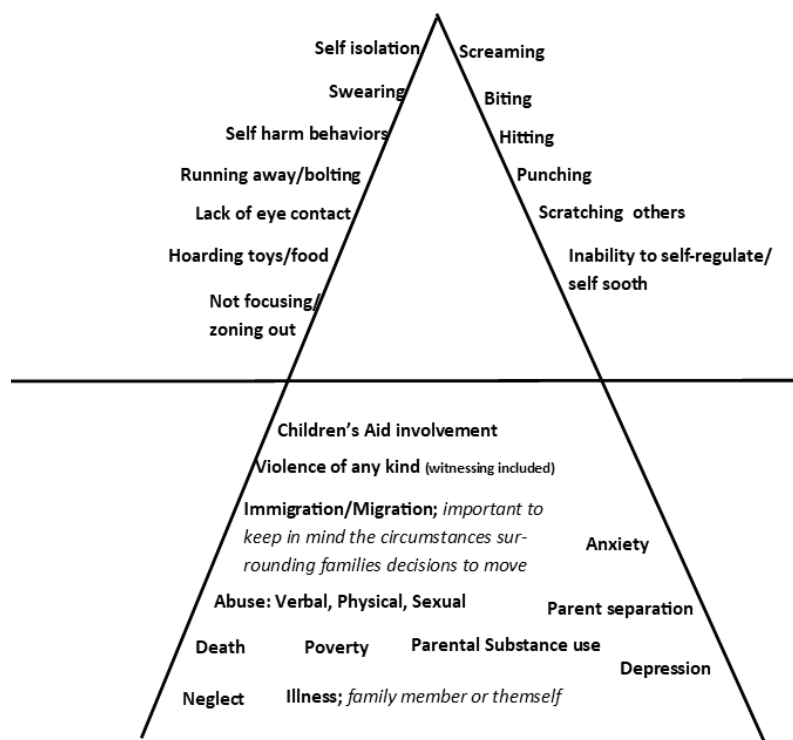 Self isolation
Screaming
Swearing
Biting
Self harm behaviors
Hitting
Running away/bolting
Punching
Lack of eye contact
Scratching others
Hoarding toys/food
Inability to self-regulate/
self sooth
Not focusing/
zoning out
Children's Aid involvement
Violence of any kind (witnessing included)
Immigration/Migration; important to
keep in mind the circumstances sur-
rounding families decisions to move
Anxiety
Abuse: Verbal, Physical, Sexual
Parent separation
Death
Poverty
Parental Substance use
Depression
Neglect
Illness; family member or themself